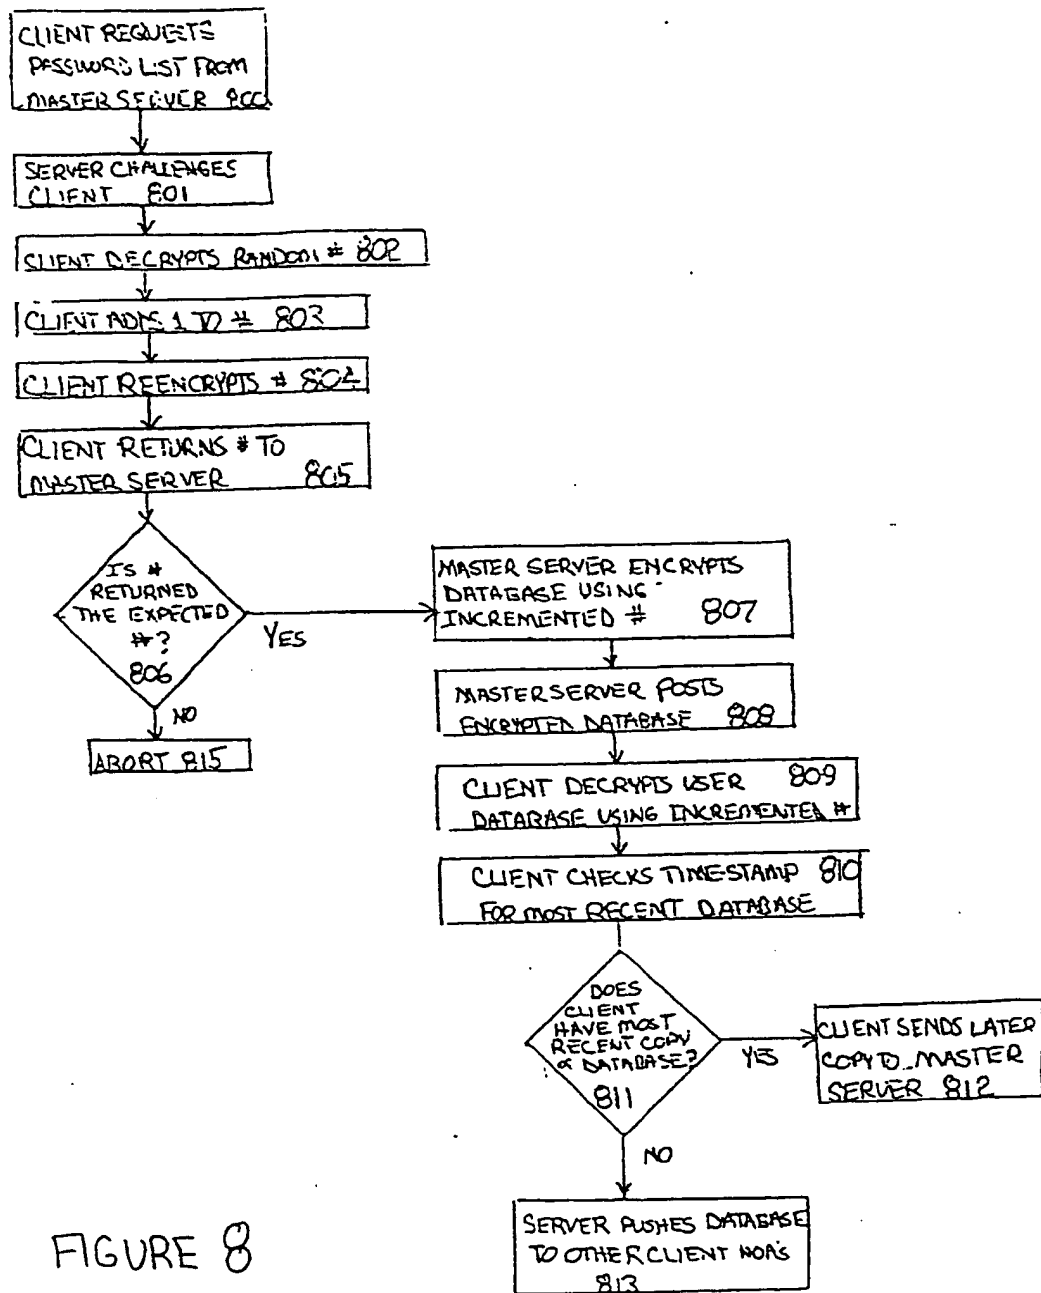 CLIENT REQUESTS
PASSWORD LIST FROM
MASTER SERVER 800
SERVER CHALLENGES
CLIENT 801
CLIENT DECRYPTS RANDOM # 802
CLIENT ADDS 1 TO # 803
CLIENT REENCRYPTS # 804
CLIENT RETURNS # TO
MASTER SERVER 805
IS #
RETURNED
THE EXPECTED
#?
806
YES
NO
ABORT 815
MASTER SERVER ENCRYPTS
DATABASE USING
INCREMENTED # 807
MASTER SERVER POSTS
ENCRYPTED DATABASE 808
CLIENT DECRYPTS USER 809
DATABASE USING INCREMENTED #
CLIENT CHECKS TIME-STAMP 810
FOR MOST RECENT DATABASE
DOES
CLIENT
HAVE MOST
RECENT COPY
OF DATABASE?
811
YES
CLIENT SENDS LATER
COPY TO MASTER
SERVER 812
NO
SERVER PUSHES DATABASE
TO OTHER CLIENT NOA'S
813
FIGURE 8